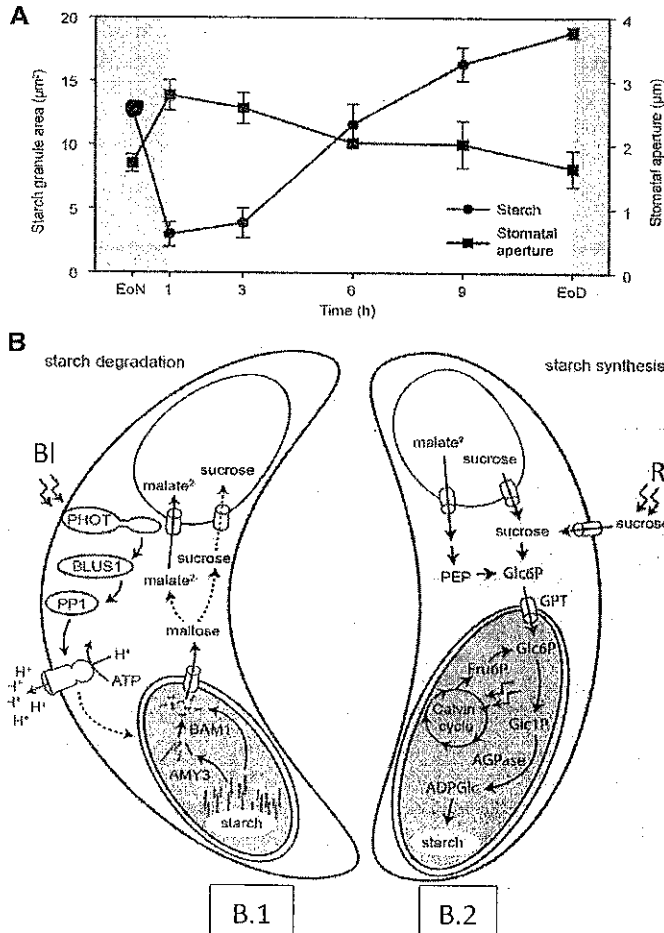 A
Starch granule area (µm²)
20
15
10
5
0
EoN 1 3 6 9 EoD
Time (h)
Starch
Stomatal aperture
4
3
2
1
0
Stomatal aperture (µm)
B
starch degradation
BL
PHOT
BLUS1
PP1
H⁺
ATP
H⁺
H⁺
H⁺
H⁺
malate²⁻
sucrose
malate²⁻
sucrose
maltose
BAM1
AMY3
starch
B.1
starch synthesis
R
malate²
sucrose
sucrose
sucrose
PEP
Glc6P
GPT
Glc6P
Fru6P
Calvin
cycle
Glc1P
AGPase
ADPGlc
starch
B.2